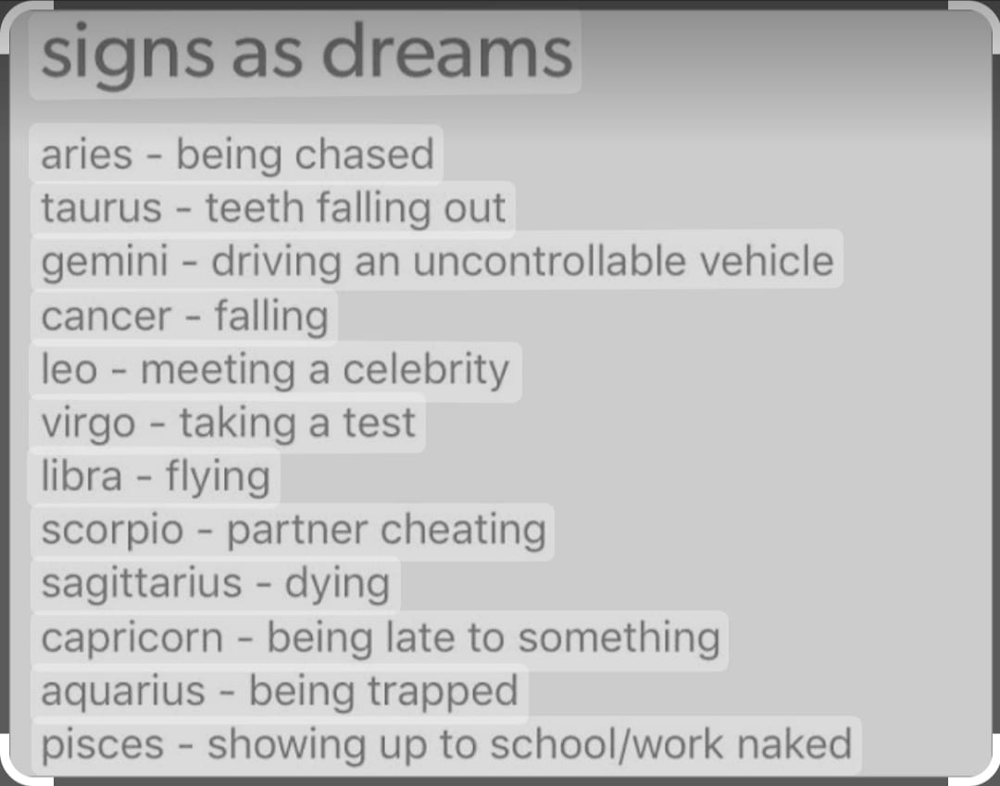 signs as dreams
aries - being chased
taurus - teeth falling out
gemini - driving an uncontrollable vehicle
cancer - falling
leo - meeting a celebrity
virgo - taking a test
libra - flying
scorpio - partner cheating
sagittarius - dying
capricorn - being late to something
aquarius - being trapped
pisces - showing up to school/work naked